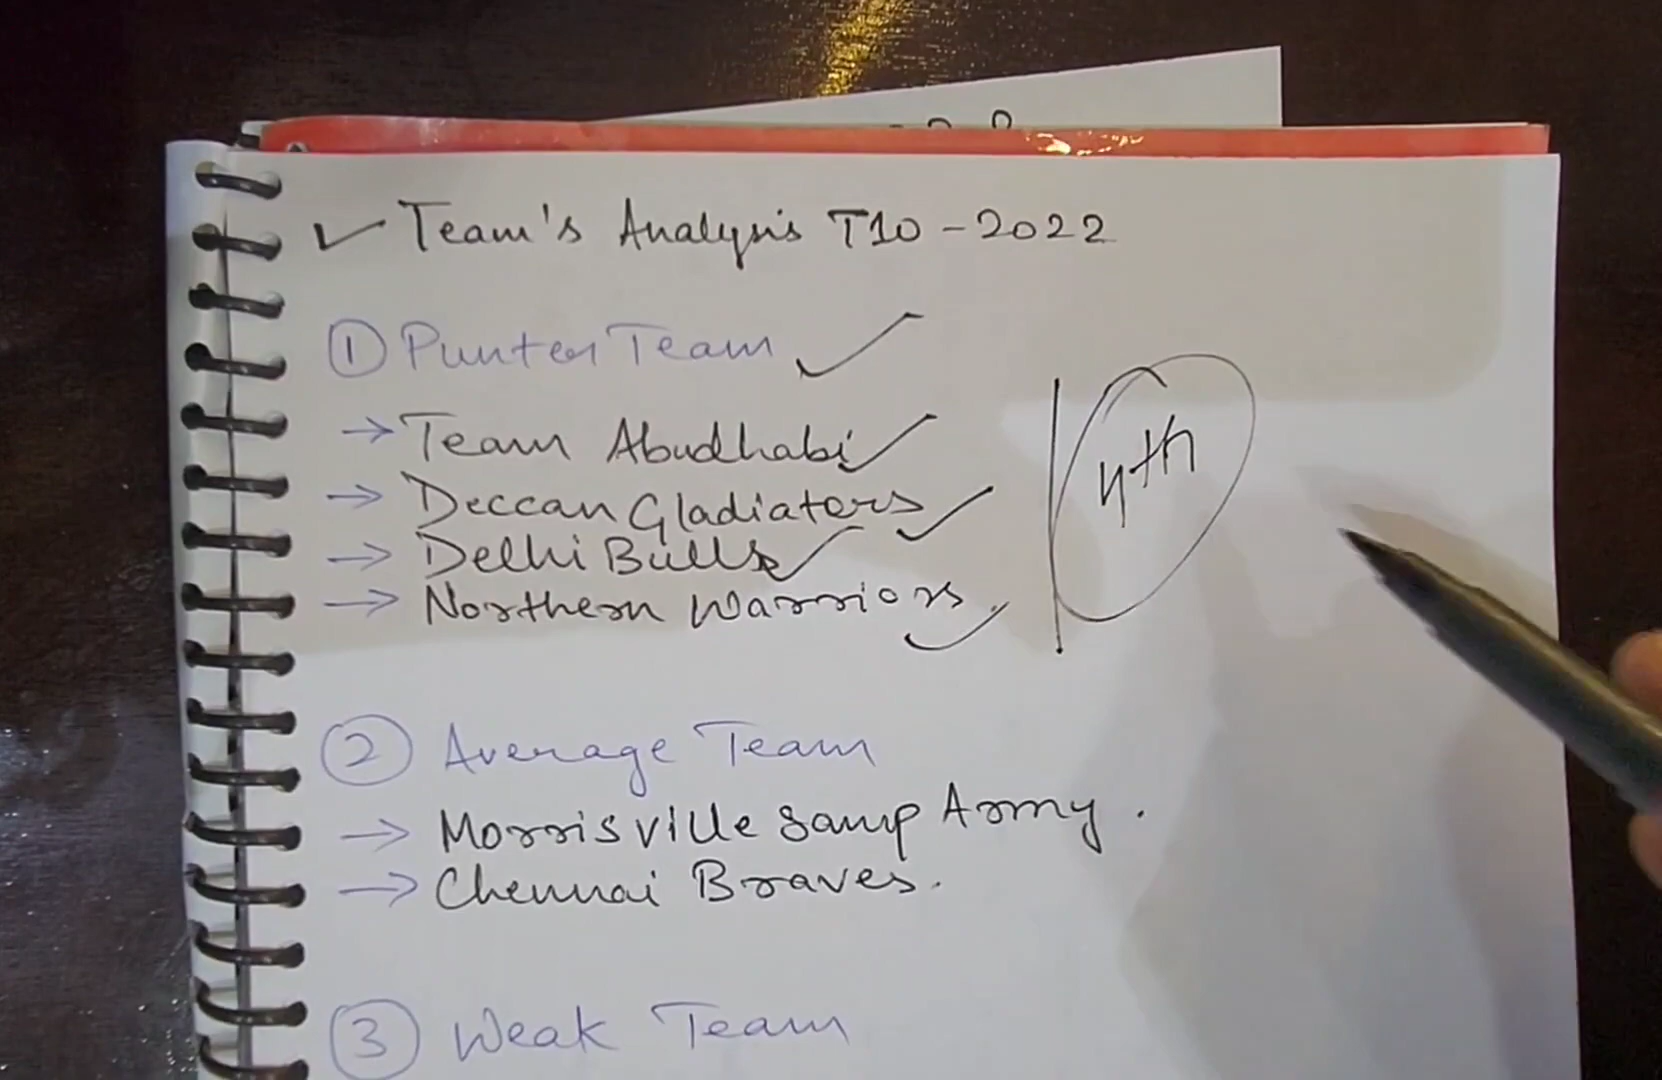 Team's Analysis T10 - 2022
① Punter Team
→ Team Abudhabi
→ Deccan Gladiators
→ Delhi Bulls
→ Northern Warriors
4th
② Average Team
→ Morrisville Samp Army.
→ Chennai Braves.
③ Weak Team